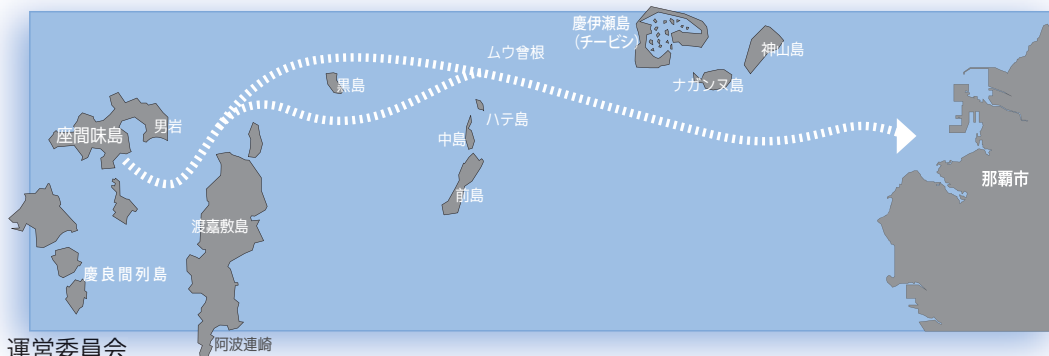 慶伊瀬島
(チービシ)
神山島
ムウ曾根
黒島
ナガンヌ島
ハテ島
男岩
座間味島
中島
那覇市
前島
渡嘉敷島
慶良間列島
阿波連崎
運営委員会